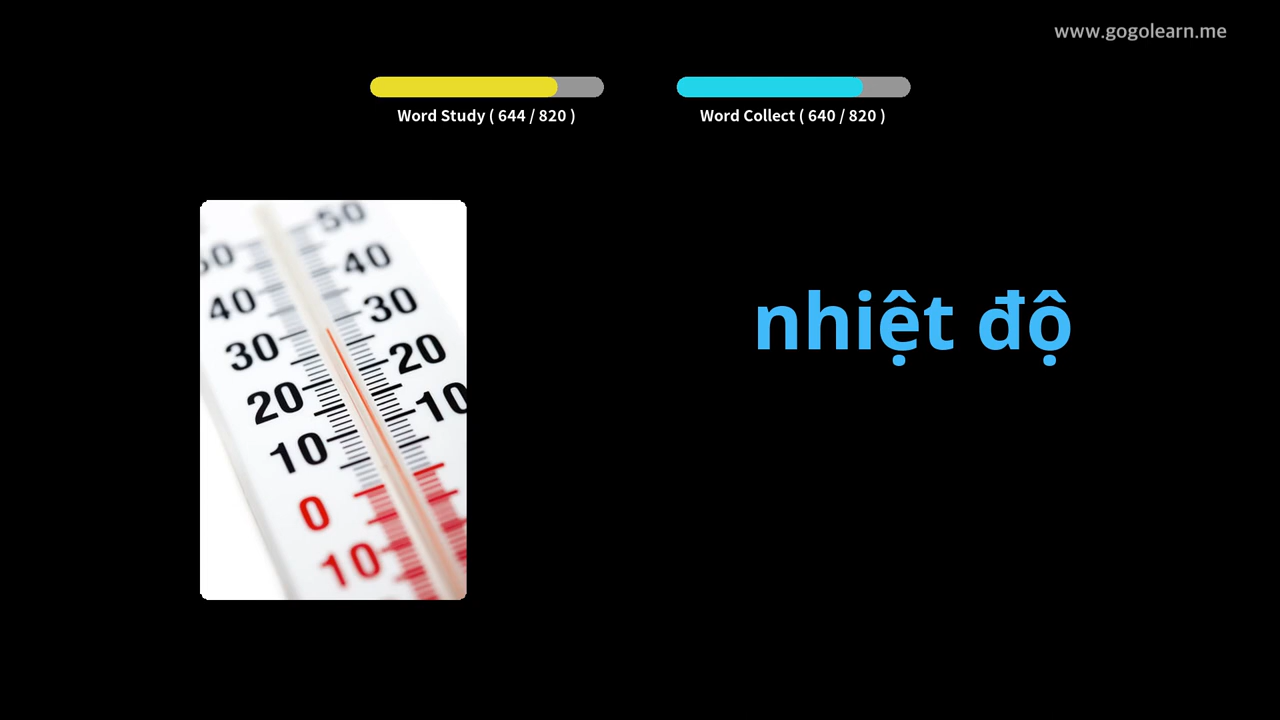 www.gogolearn.me
Word Study ( 644 / 820 )
Word Collect ( 640 / 820 )
nhiệt độ
50
40
40
30
30
20
20
10
10
0
10